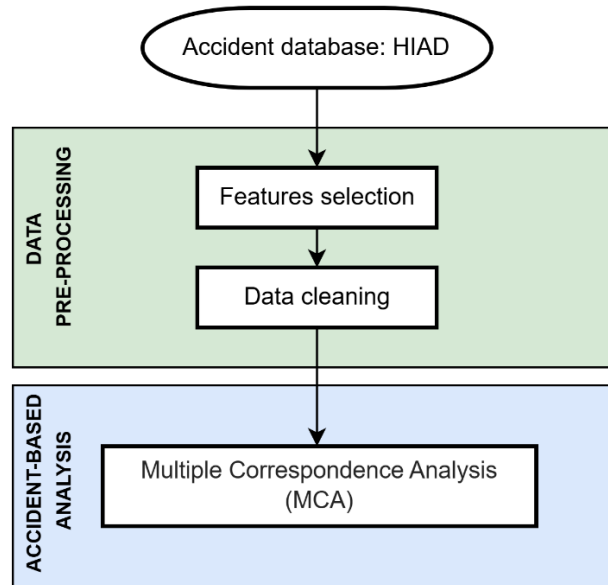 Accident database: HIAD
DATA
PRE-PROCESSING
Features selection
Data cleaning
ACCIDENT-BASED
ANALYSIS
Multiple Correspondence Analysis
(MCA)